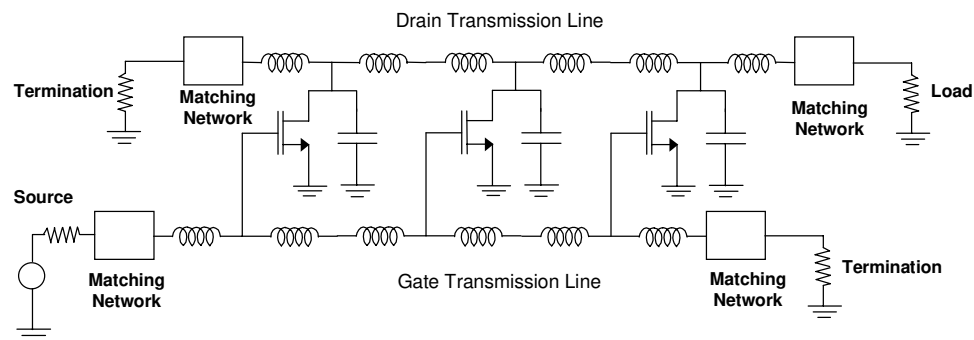 Drain Transmission Line
Termination
Matching
Network
Matching
Network
Load
Source
Matching
Network
Gate Transmission Line
Matching
Network
Termination